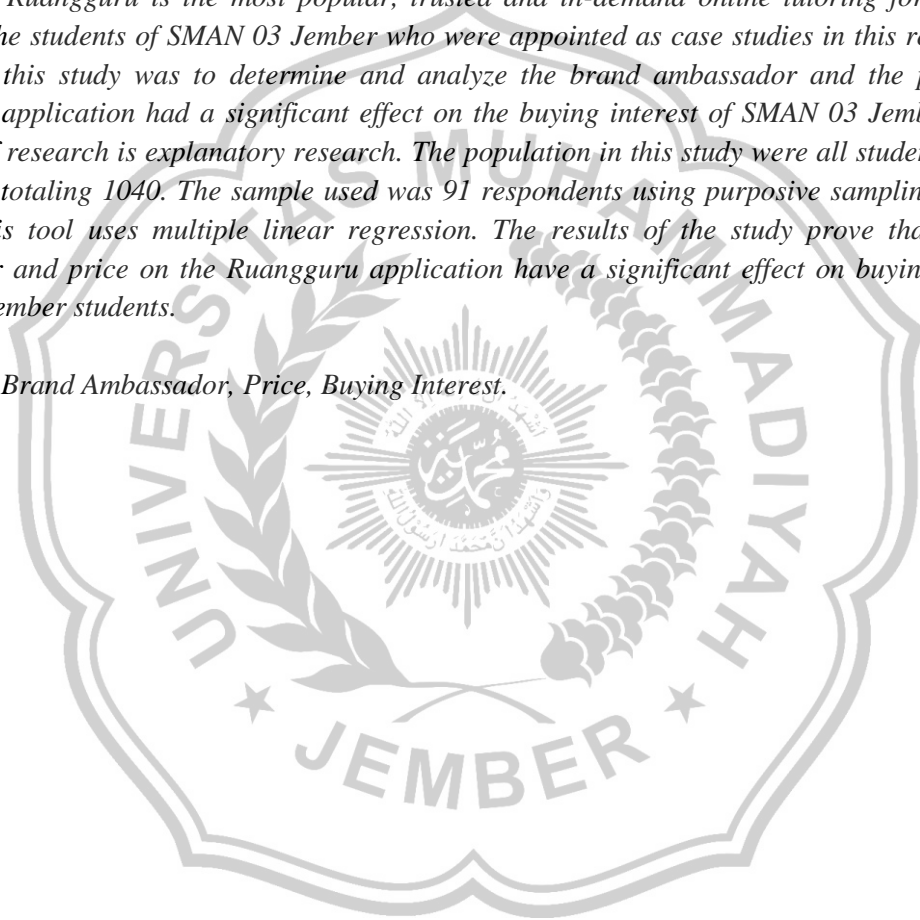 Ruangguru is the most popular, trusted and in-demand online tutoring for
he students of SMAN 03 Jember who were appointed as case studies in this re
this study was to determine and analyze the brand ambassador and the p
application had a significant effect on the buying interest of SMAN 03 Jemb
f research is explanatory research. The population in this study were all studen
totaling 1040. The sample used was 91 respondents using purposive samplin
is tool uses multiple linear regression. The results of the study prove tha
r and price on the Ruangguru application have a significant effect on buyin
ember students.
Brand Ambassador, Price, Buying Interest.
UNIVERSITAS MUHAMMADIYAH
JEMBER